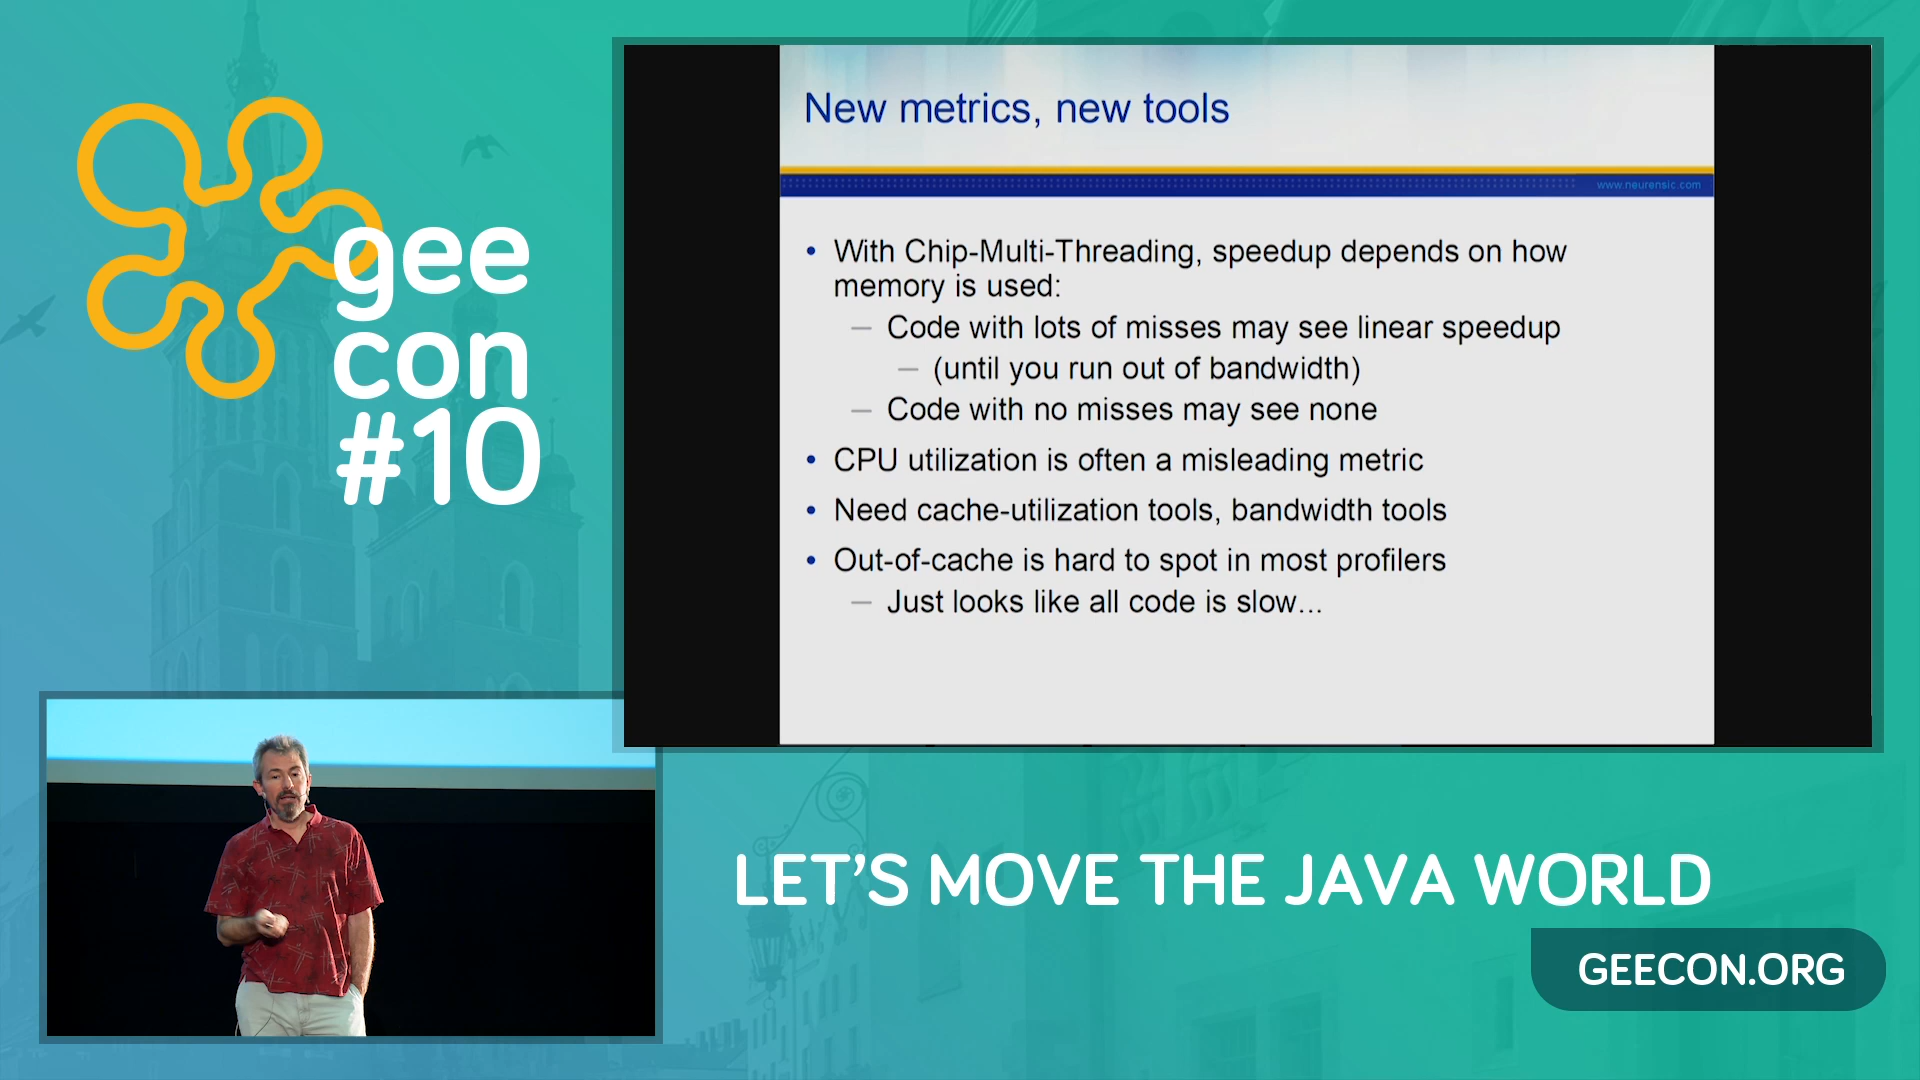 gee
con
#10
New metrics, new tools
www.neurensic.com
• With Chip-Multi-Threading, speedup depends on how
memory is used:
— Code with lots of misses may see linear speedup
— (until you run out of bandwidth)
— Code with no misses may see none
• CPU utilization is often a misleading metric
• Need cache-utilization tools, bandwidth tools
• Out-of-cache is hard to spot in most profilers
— Just looks like all code is slow...
LET'S MOVE THE JAVA WORLD
GEECON.ORG